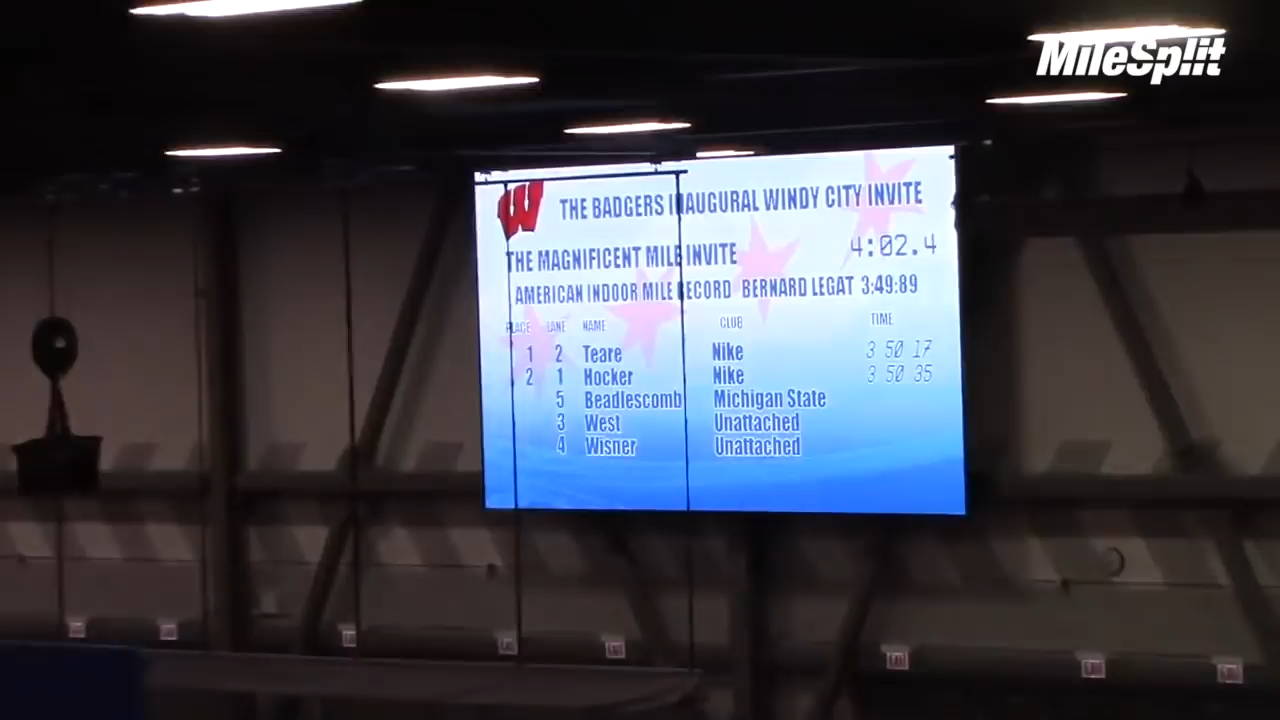 MileSplit
W THE BADGERS INAUGURAL WINDY CITY INVITE
THE MAGNIFICENT MILE INVITE 4:02.4
AMERICAN INDOOR MILE RECORD BERNARD LEGAT 3:49:89
PLACE LANE NAME CLUB TIME
1 2 Teare Nike 3 50 17
2 1 Hocker Nike 3 50 35
5 Beadlescomb Michigan State
3 West Unattached
4 Wisner Unattached